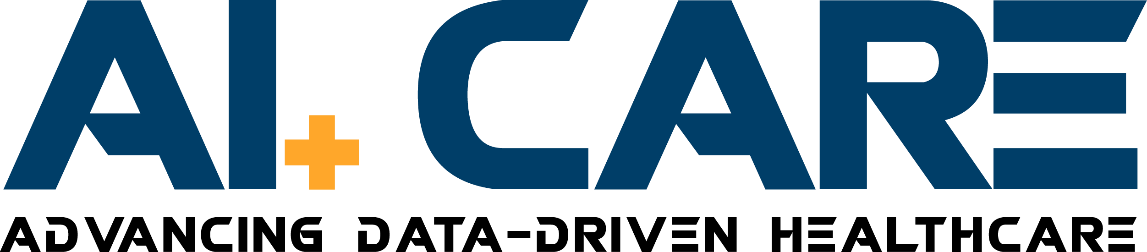 AI+ CARE
ADVANCING DATA-DRIVEN HEALTHCARE